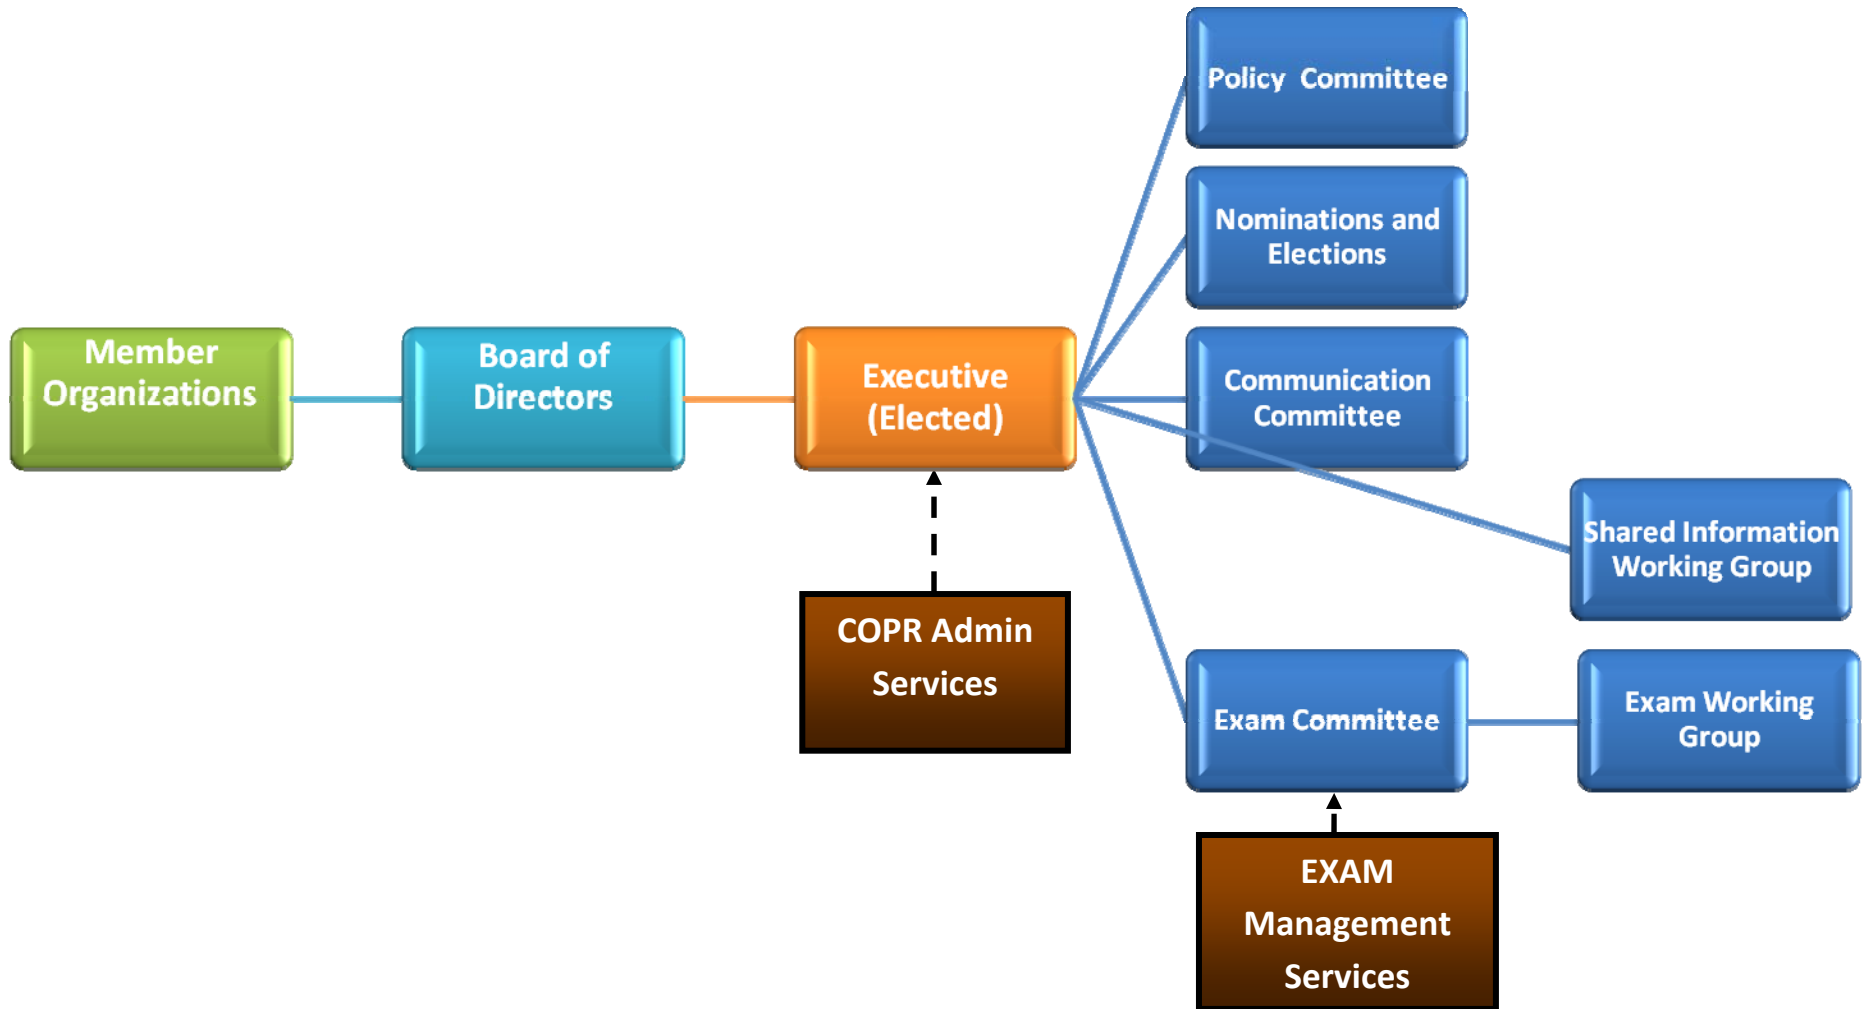 Policy Committee
Nominations and
Elections
Member
Organizations
Board of
Directors
Executive
(Elected)
Communication
Committee
Shared Information
Working Group
COPR Admin
Services
Exam Committee
Exam Working
Group
EXAM
Management
Services